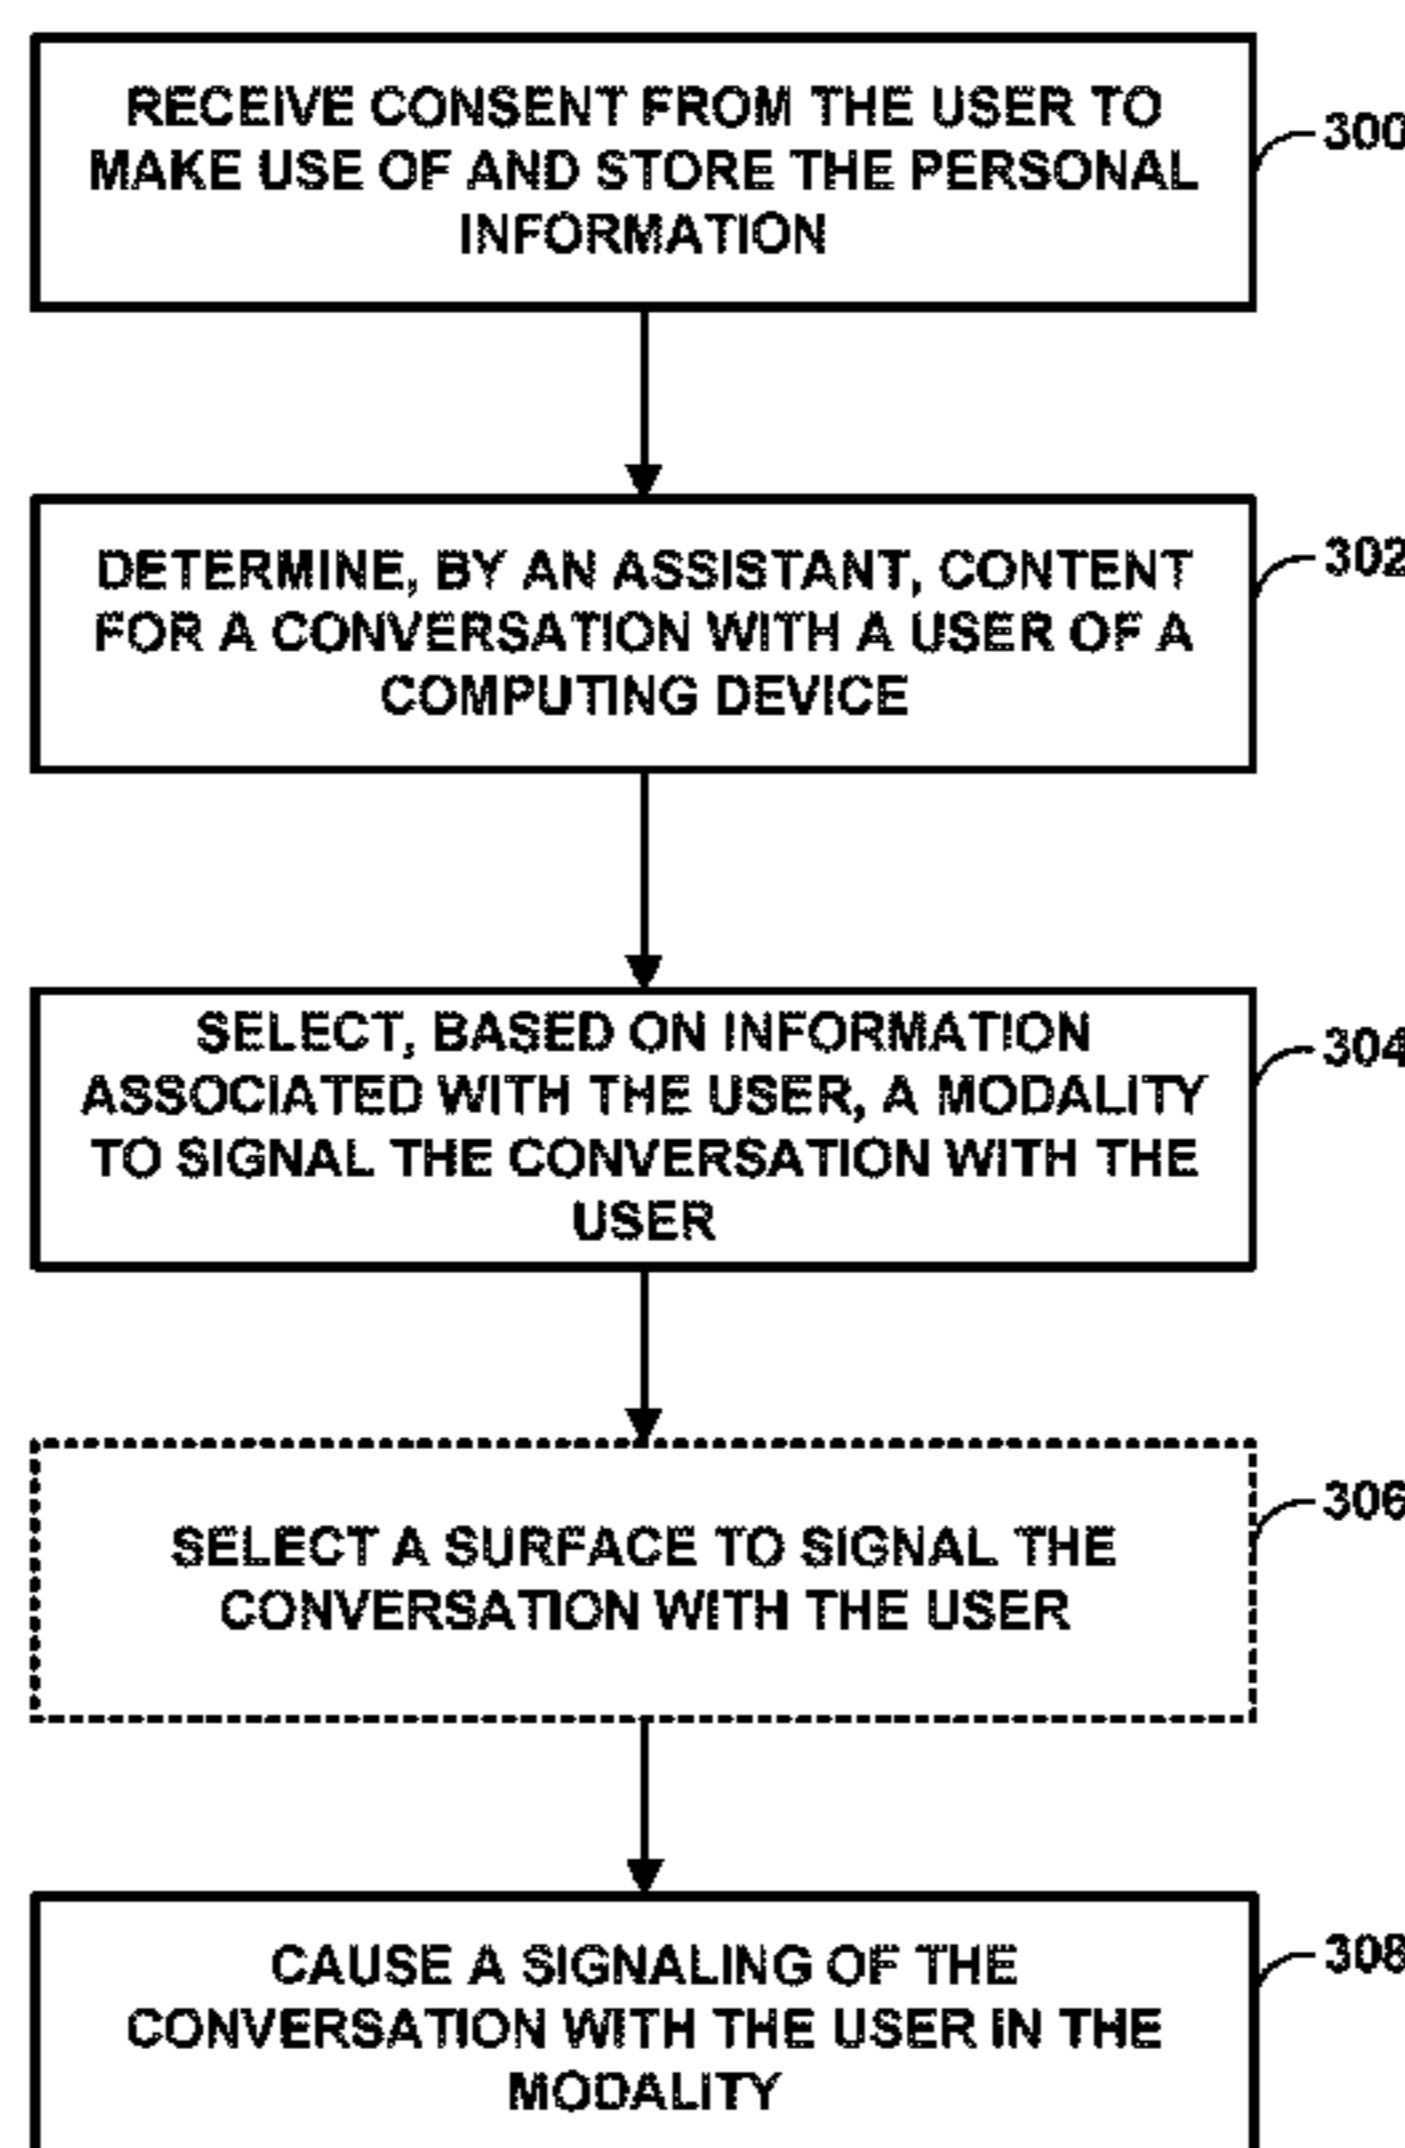 RECEIVE CONSENT FROM THE USER TO
MAKE USE OF AND STORE THE PERSONAL
INFORMATION
300
DETERMINE, BY AN ASSISTANT, CONTENT
FOR A CONVERSATION WITH A USER OF A
COMPUTING DEVICE
302
SELECT, BASED ON INFORMATION
ASSOCIATED WITH THE USER, A MODALITY
TO SIGNAL THE CONVERSATION WITH THE
USER
304
SELECT A SURFACE TO SIGNAL THE
CONVERSATION WITH THE USER
306
CAUSE A SIGNALING OF THE
CONVERSATION WITH THE USER IN THE
MODALITY
308